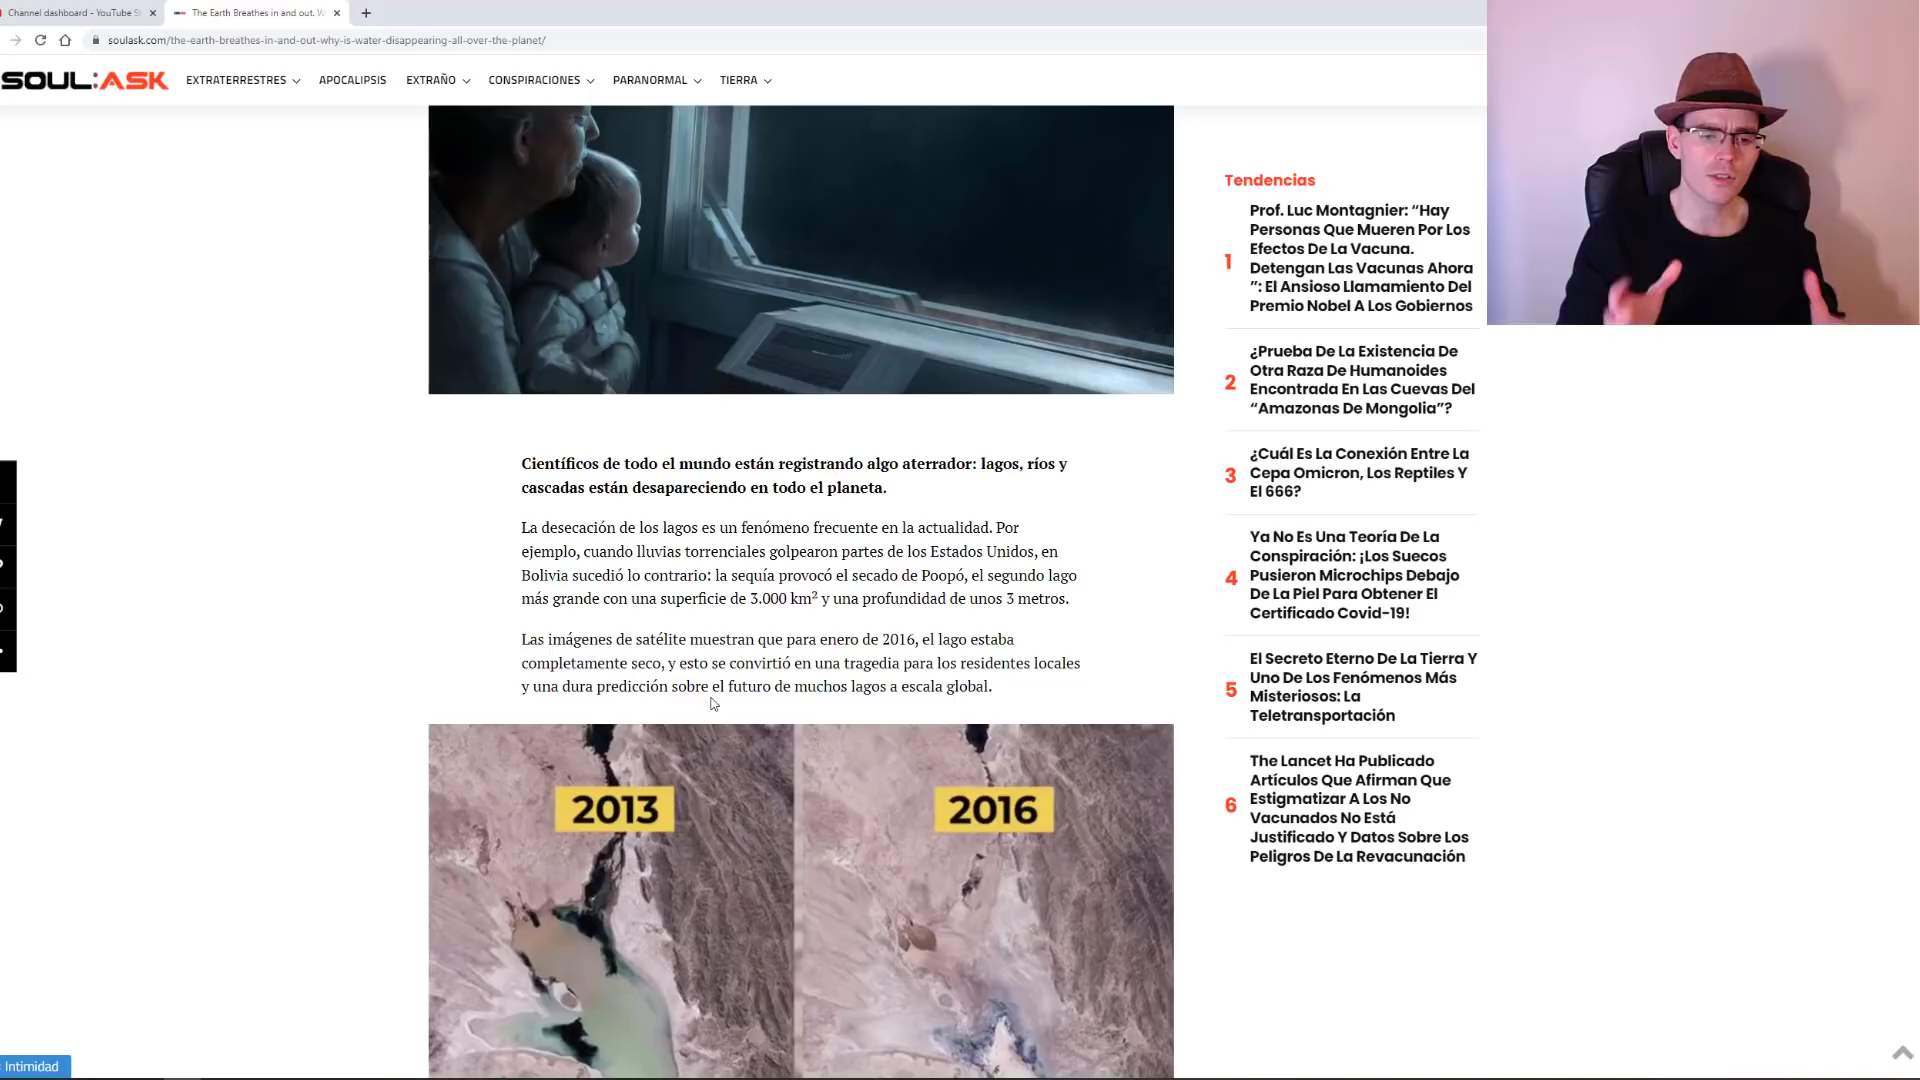 Channel dashboard - YouTube S
The Earth Breathes in and out. W
soulask.com/the-earth-breathes-in-and-out-why-is-water-disappearing-all-over-the-planet/
SOUL:ASK
EXTRATERRESTRES
APOCALIPSIS
EXTRAÑO
CONSPIRACIONES
PARANORMAL
TIERRA
Científicos de todo el mundo están registrando algo aterrador: lagos, ríos y
cascadas están desapareciendo en todo el planeta.
La desecación de los lagos es un fenómeno frecuente en la actualidad. Por
ejemplo, cuando lluvias torrenciales golpearon partes de los Estados Unidos, en
Bolivia sucedió lo contrario: la sequía provocó el secado de Poopó, el segundo lago
más grande con una superficie de 3.000 km² y una profundidad de unos 3 metros.
Las imágenes de satélite muestran que para enero de 2016, el lago estaba
completamente seco, y esto se convirtió en una tragedia para los residentes locales
y una dura predicción sobre el futuro de muchos lagos a escala global.
2013
2016
Tendencias
1
Prof. Luc Montagnier: “Hay
Personas Que Mueren Por Los
Efectos De La Vacuna.
Detengan Las Vacunas Ahora
”: El Ansioso Llamamiento Del
Premio Nobel A Los Gobiernos
2
¿Prueba De La Existencia De
Otra Raza De Humanoides
Encontrada En Las Cuevas Del
“Amazonas De Mongolia”?
3
¿Cuál Es La Conexión Entre La
Cepa Omicron, Los Reptiles Y
El 666?
4
Ya No Es Una Teoría De La
Conspiración: ¡Los Suecos
Pusieron Microchips Debajo
De La Piel Para Obtener El
Certificado Covid-19!
5
El Secreto Eterno De La Tierra Y
Uno De Los Fenómenos Más
Misteriosos: La
Teletransportación
6
The Lancet Ha Publicado
Artículos Que Afirman Que
Estigmatizar A Los No
Vacunados No Está
Justificado Y Datos Sobre Los
Peligros De La Revacunación
Intimidad